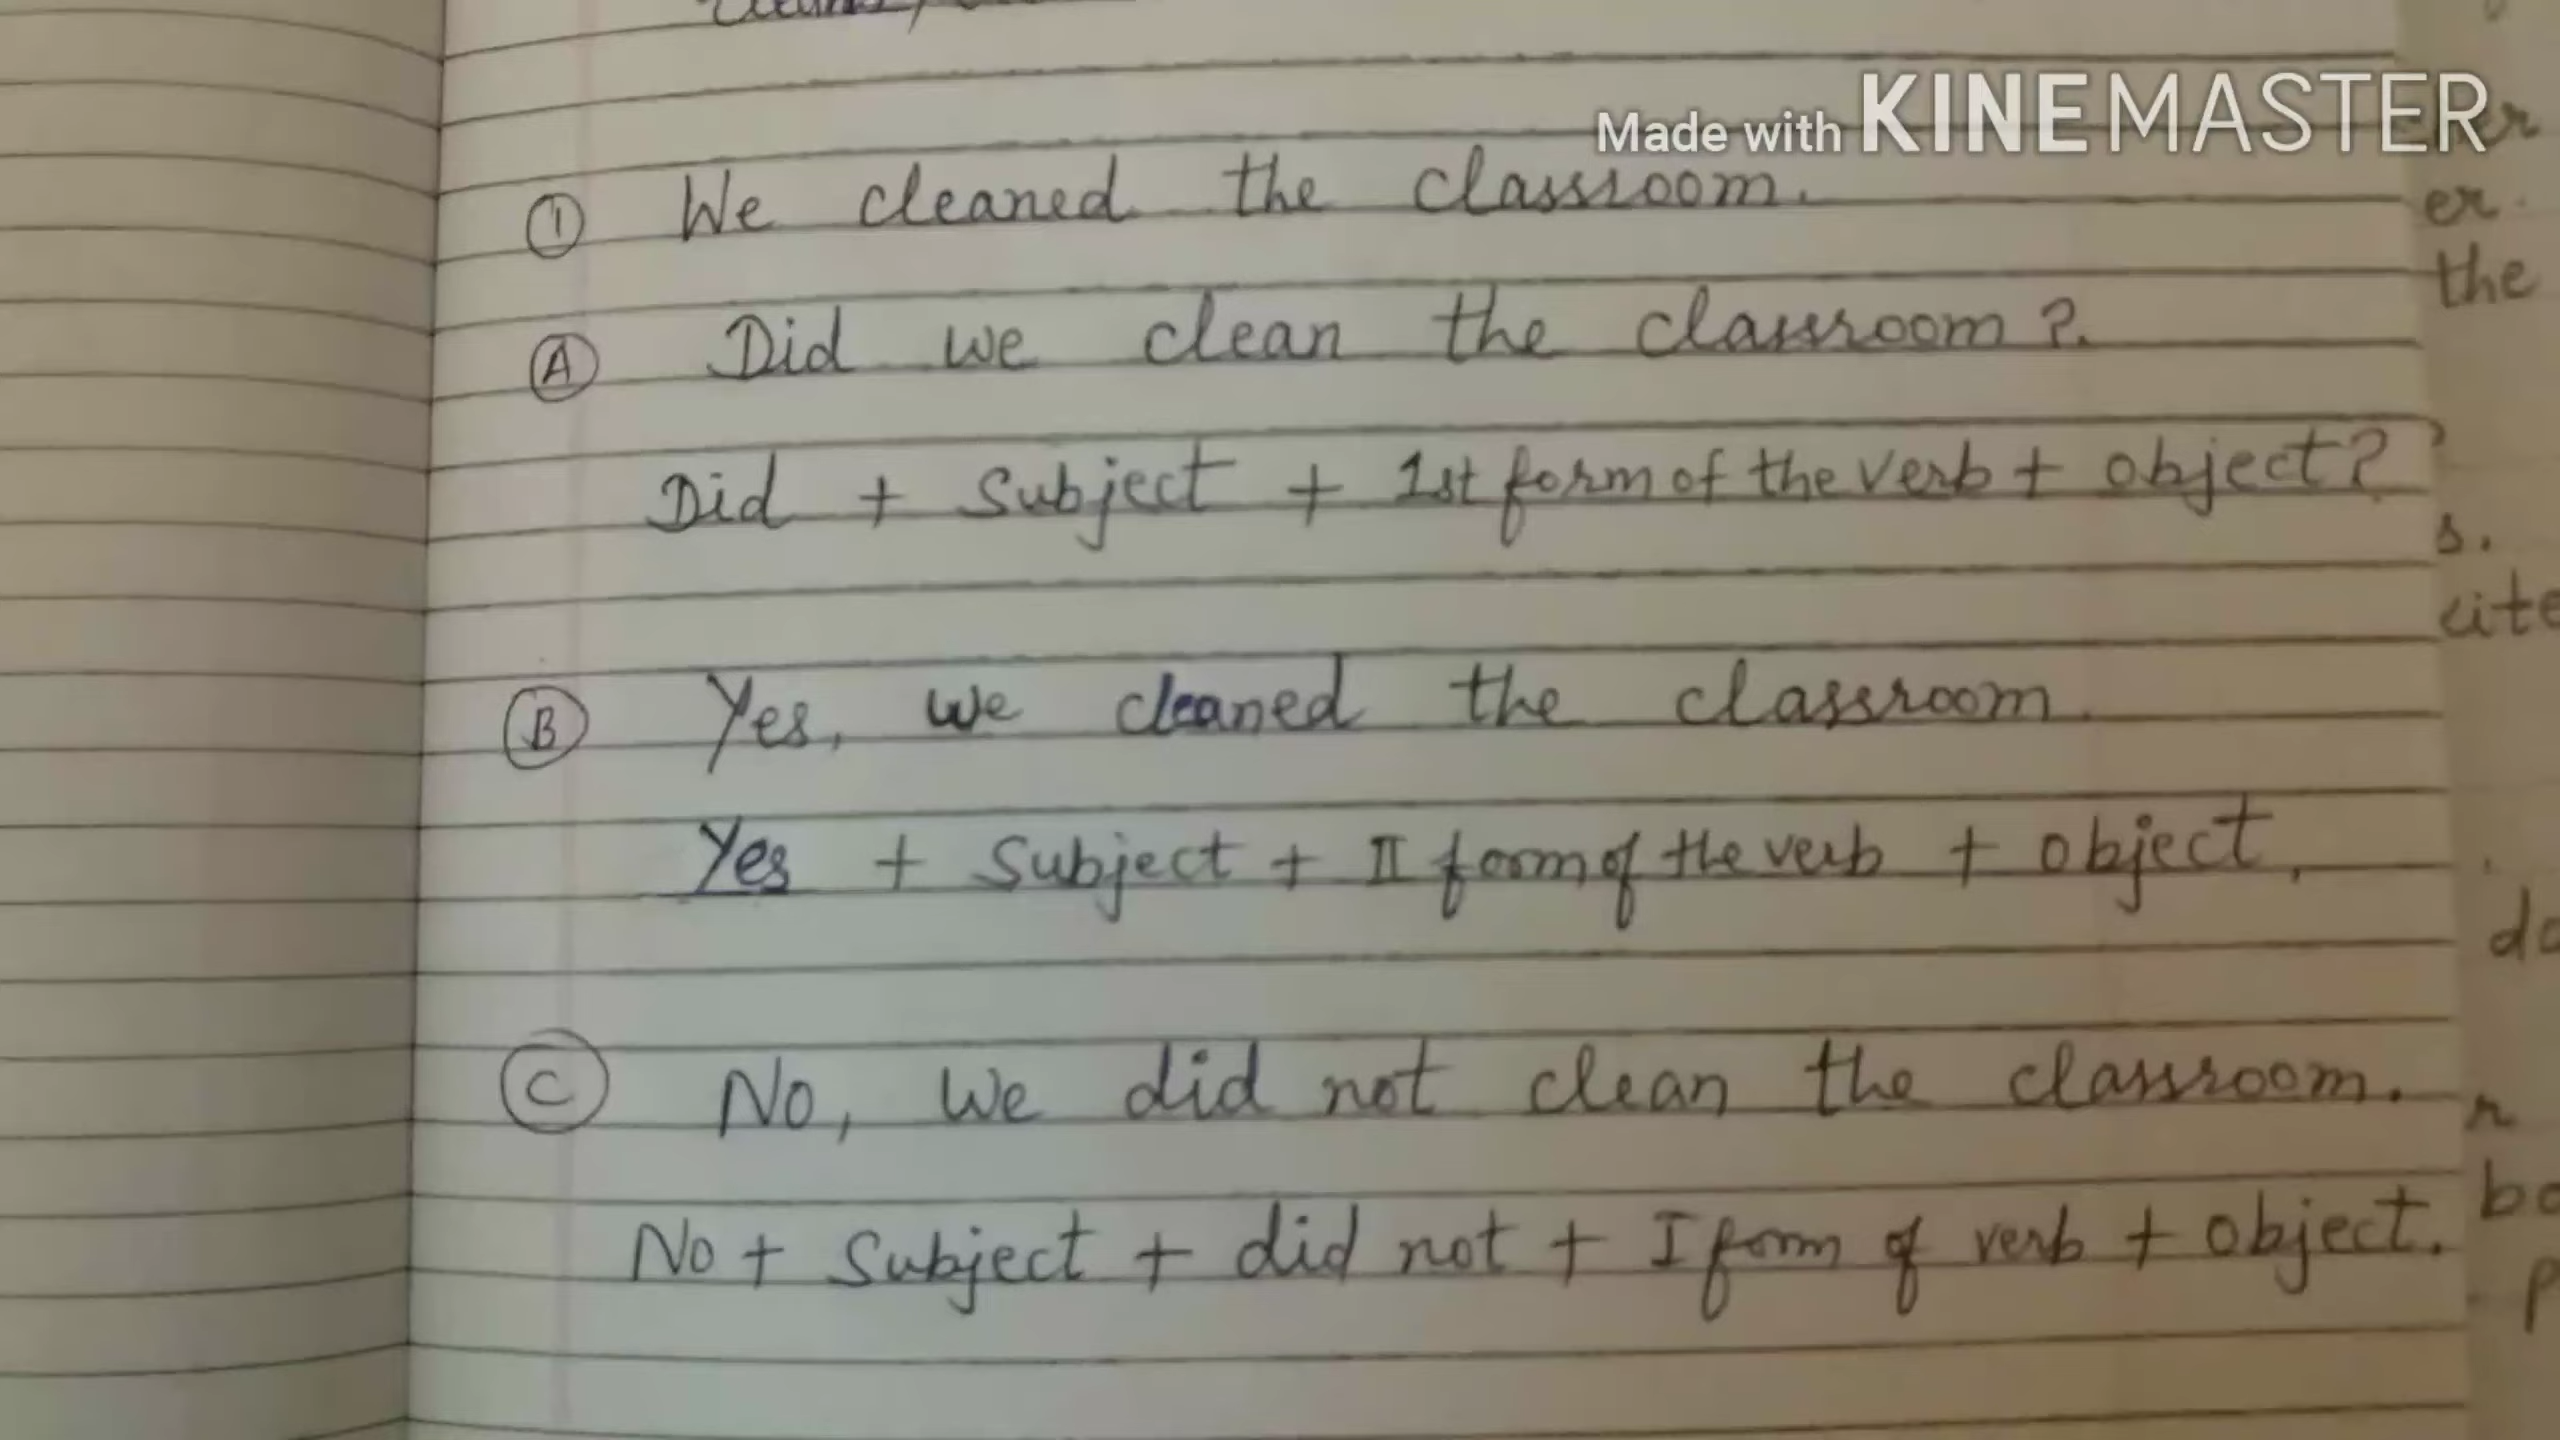 Made with KINEMASTER
① We cleaned the classroom.
Ⓐ Did we clean the classroom?.
Did + Subject + 1st form of the verb + object?
Ⓑ Yes, we cleaned the classroom.
Yes + Subject + II form of the verb + object.
Ⓒ No, We did not clean the classroom.
No + Subject + did not + I form of verb + object.
er.
the
s.